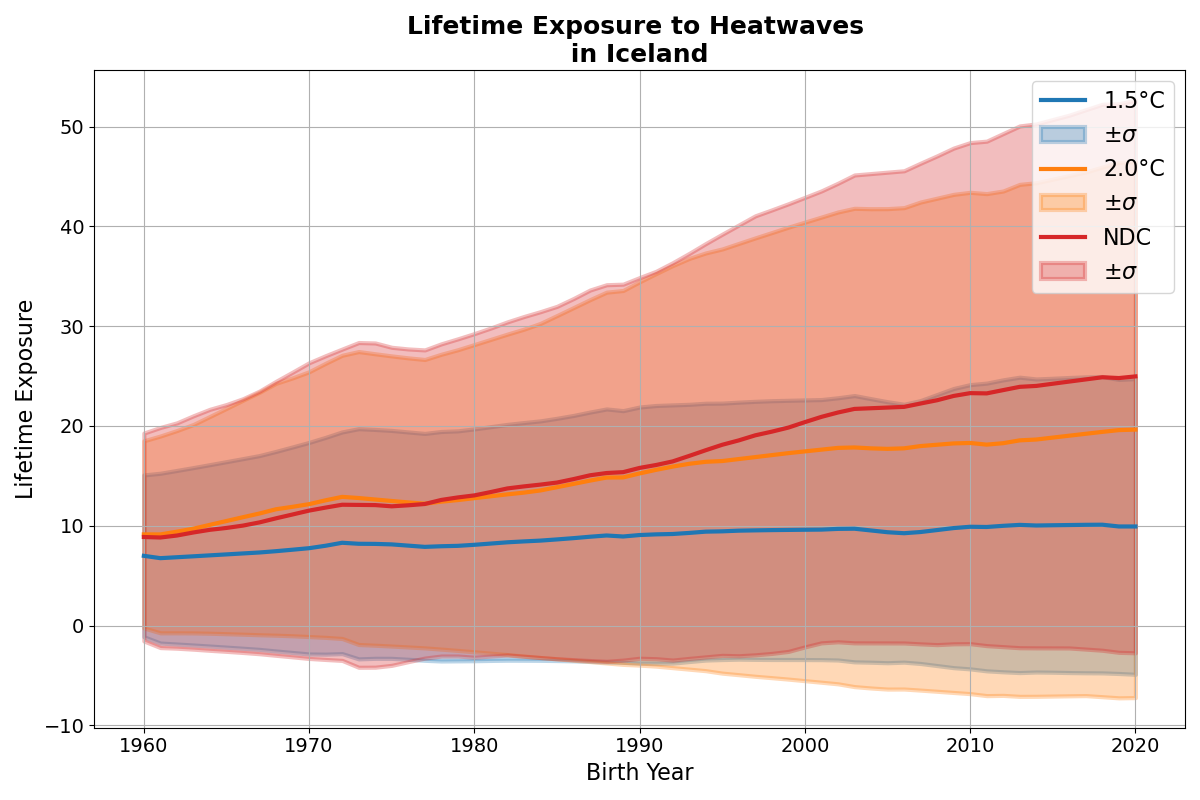 Lifetime Exposure to Heatwaves
in Iceland
1.5°C
±σ
2.0°C
±σ
NDC
±σ
Lifetime Exposure
50
40
30
20
10
0
−10
1960
1970
1980
1990
2000
2010
2020
Birth Year